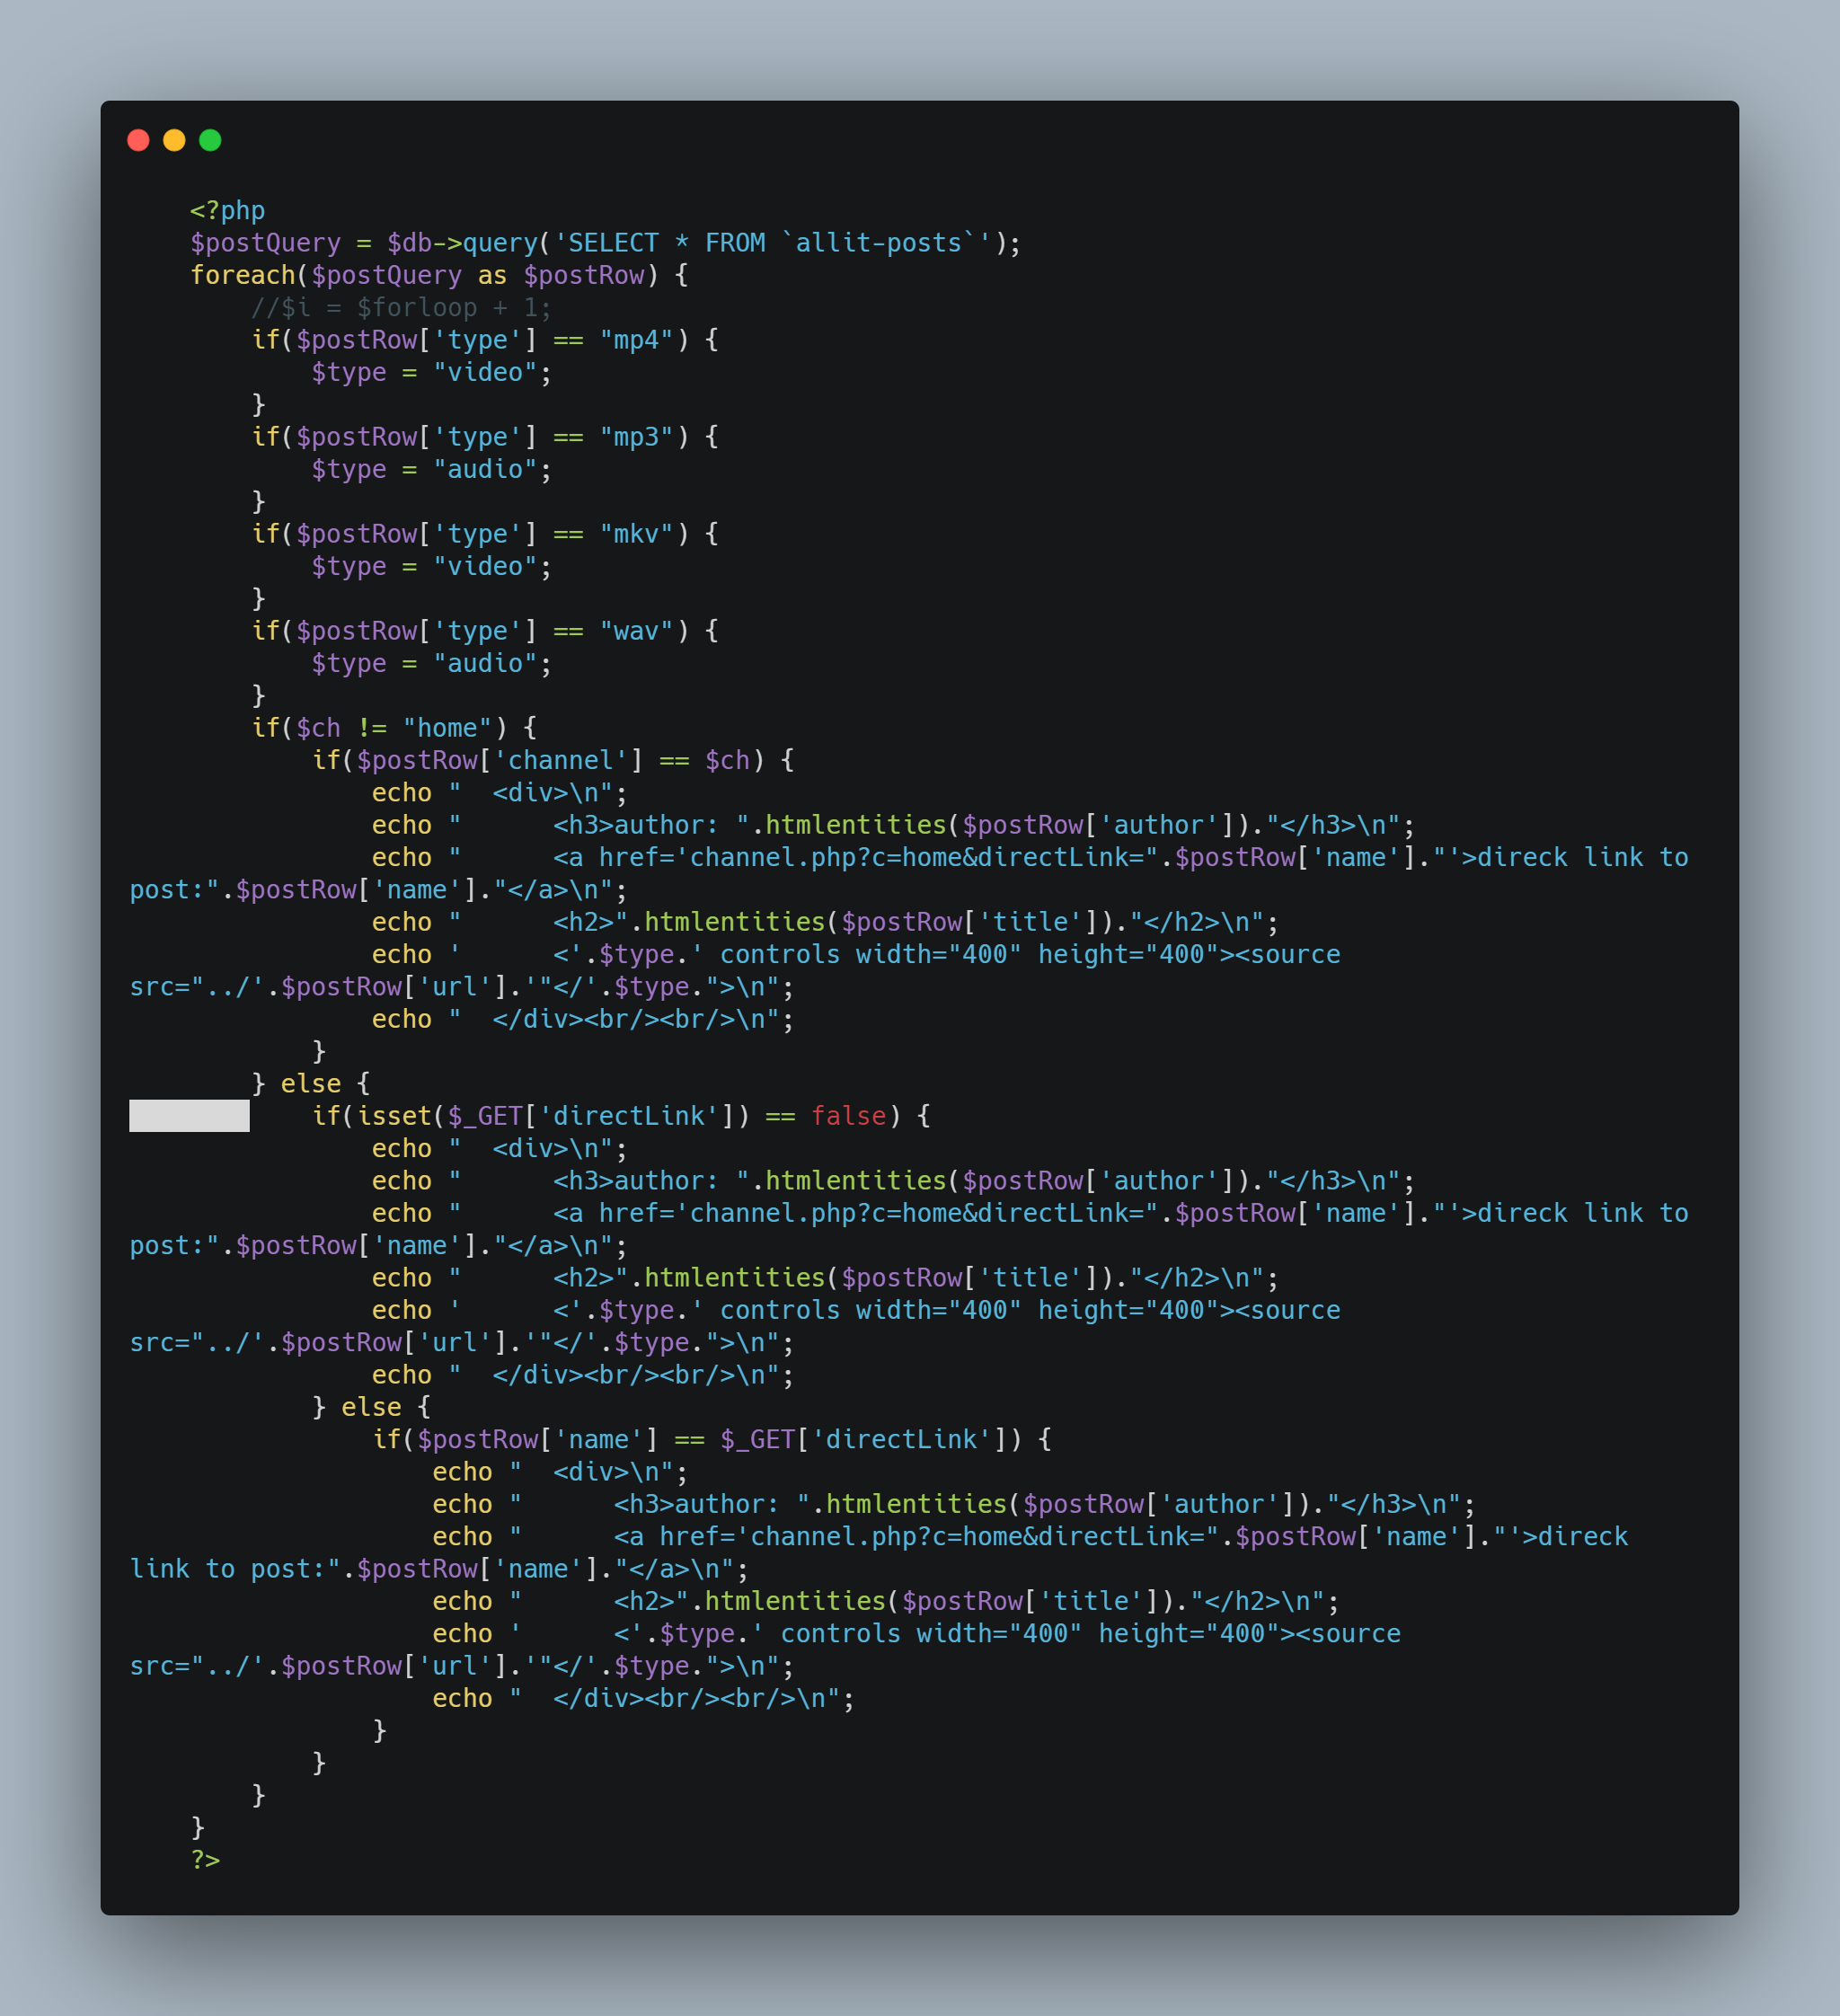 <?php
$postQuery = $db->query('SELECT * FROM `allit-posts`');
foreach($postQuery as $postRow) {
    //$i = $forloop + 1;
    if($postRow['type'] == "mp4") {
        $type = "video";
    }
    if($postRow['type'] == "mp3") {
        $type = "audio";
    }
    if($postRow['type'] == "mkv") {
        $type = "video";
    }
    if($postRow['type'] == "wav") {
        $type = "audio";
    }
    if($ch != "home") {
        if($postRow['channel'] == $ch) {
            echo "  <div>\n";
            echo "      <h3>author: ".htmlentities($postRow['author'])."</h3>\n";
            echo "      <a href='channel.php?c=home&directLink=".$postRow['name']."'>direck link to
post:".$postRow['name']."</a>\n";
            echo "      <h2>".htmlentities($postRow['title'])."</h2>\n";
            echo '      <'.$type.' controls width="400" height="400"><source
src="../'.$postRow['url'].'"</'.$type.">\n";
            echo "  </div><br/><br/>\n";
        }
    } else {
        if(isset($_GET['directLink']) == false) {
            echo "  <div>\n";
            echo "      <h3>author: ".htmlentities($postRow['author'])."</h3>\n";
            echo "      <a href='channel.php?c=home&directLink=".$postRow['name']."'>direck link to
post:".$postRow['name']."</a>\n";
            echo "      <h2>".htmlentities($postRow['title'])."</h2>\n";
            echo '      <'.$type.' controls width="400" height="400"><source
src="../'.$postRow['url'].'"</'.$type.">\n";
            echo "  </div><br/><br/>\n";
        } else {
            if($postRow['name'] == $_GET['directLink']) {
                echo "  <div>\n";
                echo "      <h3>author: ".htmlentities($postRow['author'])."</h3>\n";
                echo "      <a href='channel.php?c=home&directLink=".$postRow['name']."'>direck
link to post:".$postRow['name']."</a>\n";
                echo "      <h2>".htmlentities($postRow['title'])."</h2>\n";
                echo '      <'.$type.' controls width="400" height="400"><source
src="../'.$postRow['url'].'"</'.$type.">\n";
                echo "  </div><br/><br/>\n";
            }
        }
    }
}
?>